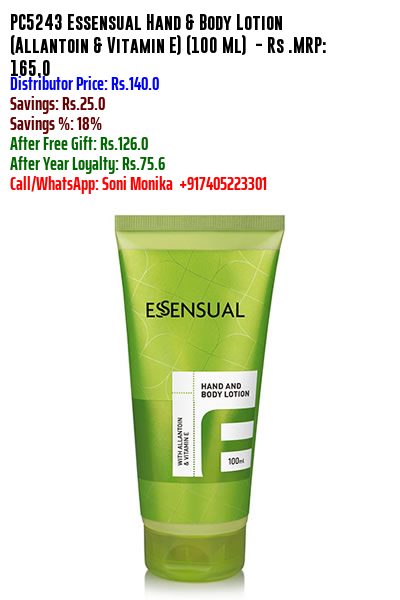 PC5243 Essensual Hand & Body Lotion
(Allantoin & Vitamin E) (100 Ml) - Rs .MRP:
165.0
Distributor Price: Rs.140.0
Savings: Rs.25.0
Savings %: 18%
After Free Gift: Rs.126.0
After Year Loyalty: Rs.75.6
Call/WhatsApp: Soni Monika +917405223301
ESSENSUAL
HAND AND
BODY LOTION
WITH ALLANTOIN
& VITAMIN E
100ml